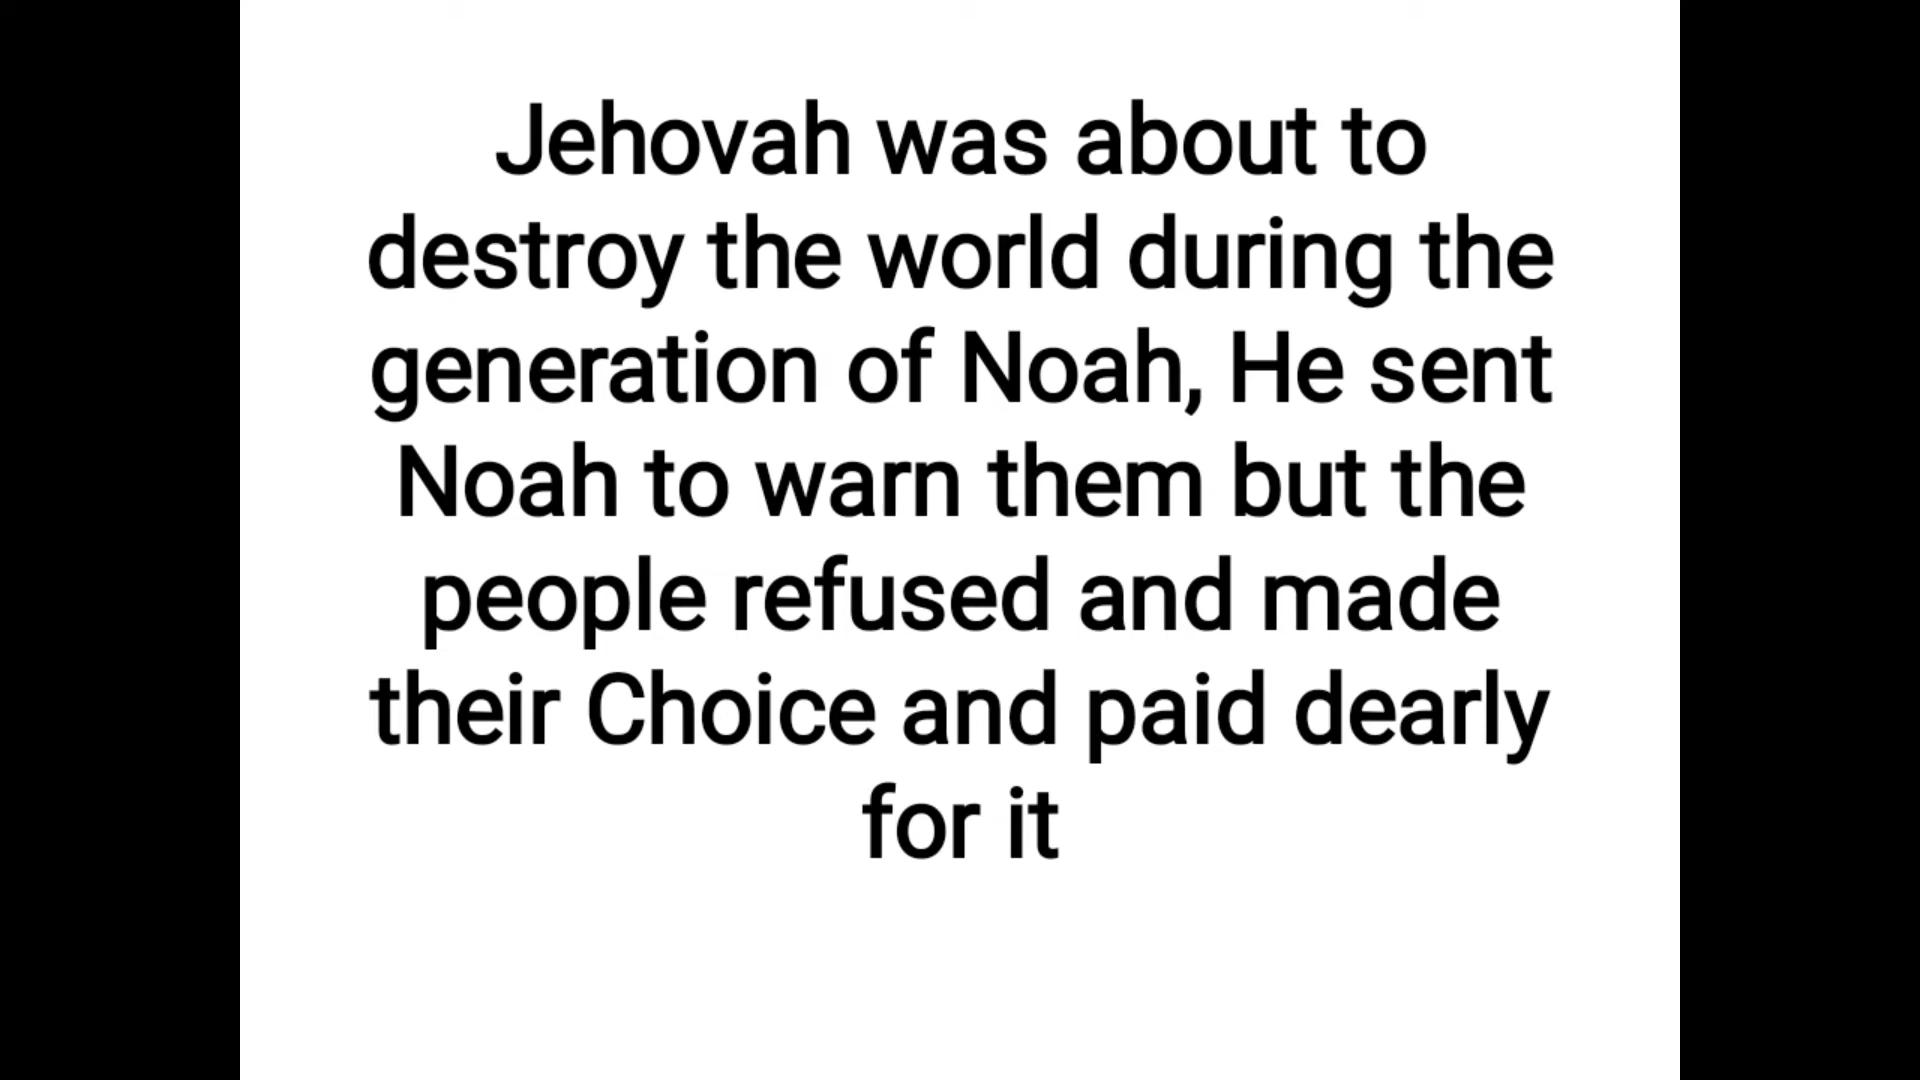 Jehovah was about to
destroy the world during the
generation of Noah, He sent
Noah to warn them but the
people refused and made
their Choice and paid dearly
for it